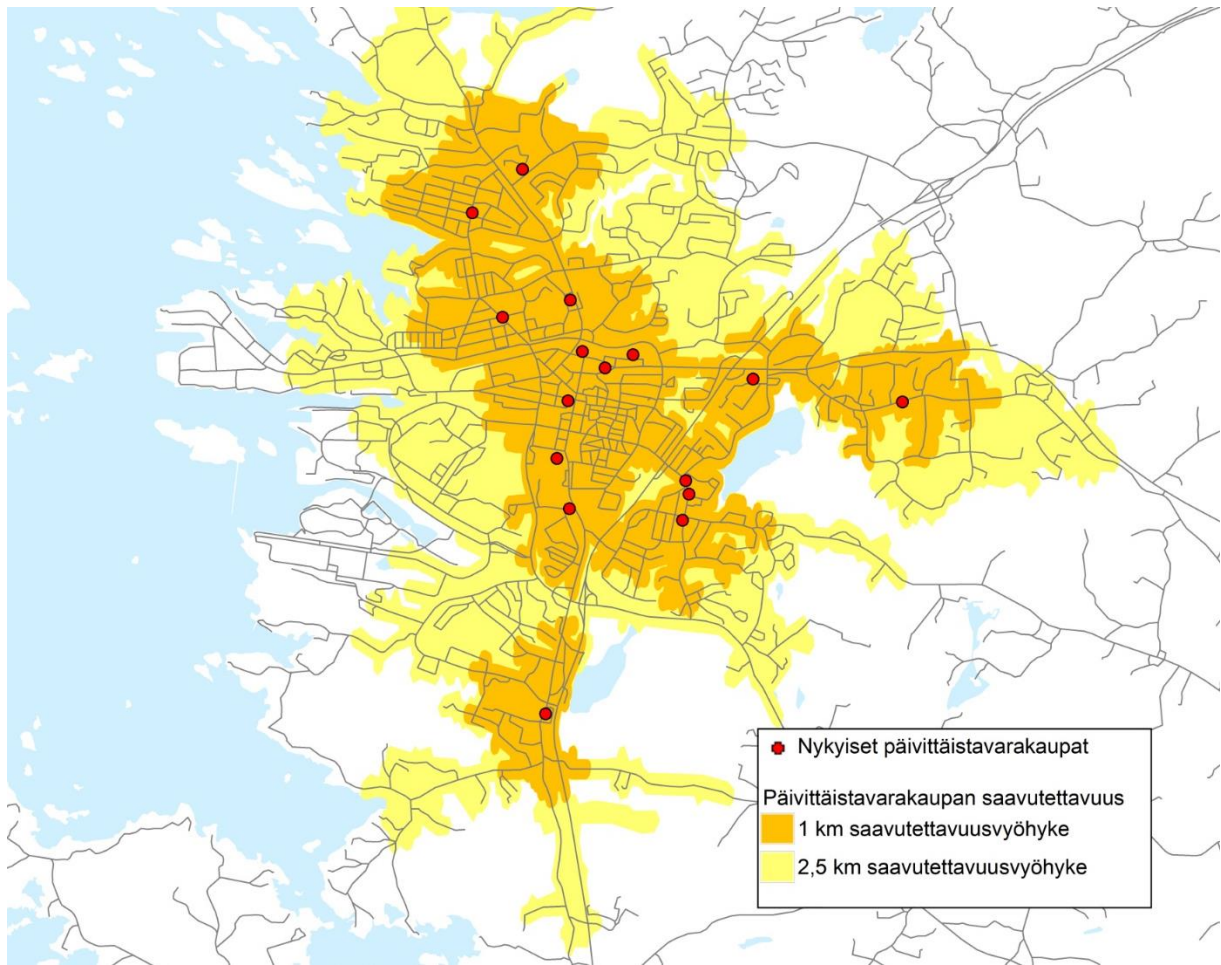 Nykyiset päivittäistavarakaupat
Päivittäistavarakaupan saavutettavuus
1 km saavutettavuusvyöhyke
2,5 km saavutettavuusvyöhyke